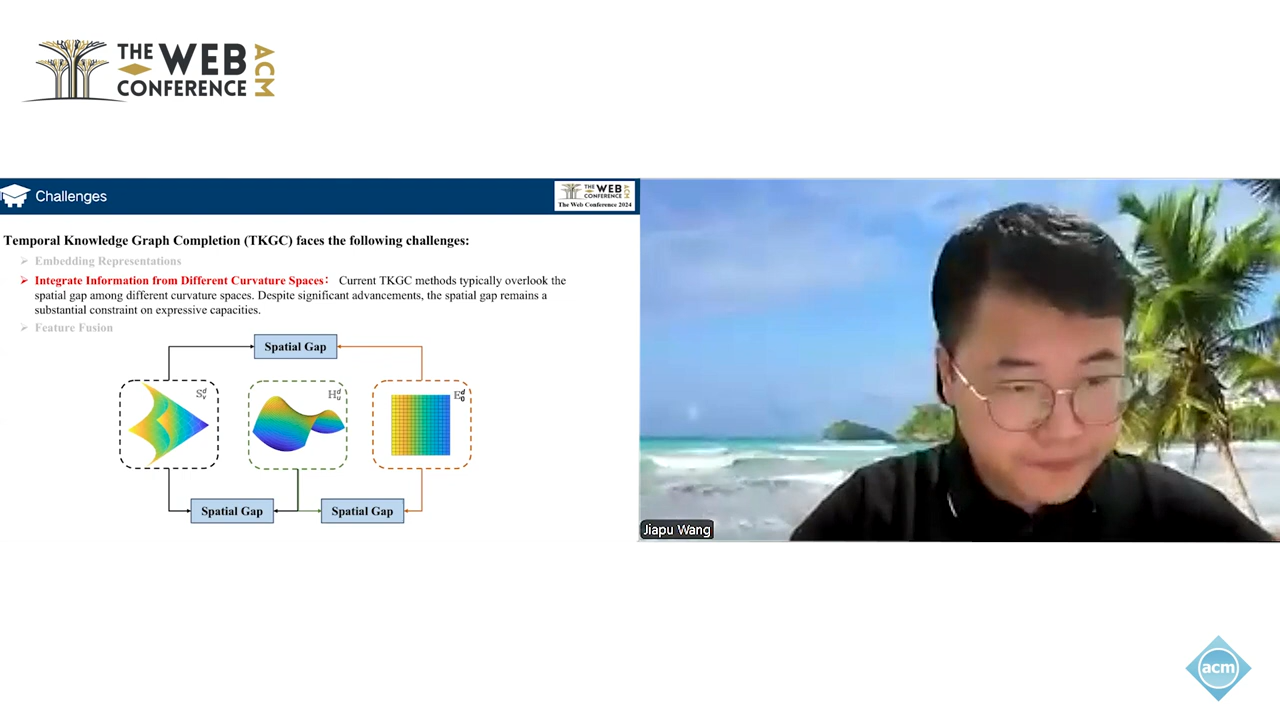 THE WEB CONFERENCE ACM
Challenges
THE WEB CONFERENCE ACM
The Web Conference 2024
Temporal Knowledge Graph Completion (TKGC) faces the following challenges:
➢ Embedding Representations
➢ Integrate Information from Different Curvature Spaces： Current TKGC methods typically overlook the
spatial gap among different curvature spaces. Despite significant advancements, the spatial gap remains a
substantial constraint on expressive capacities.
➢ Feature Fusion
Spatial Gap
Spatial Gap
Spatial Gap
Jiapu Wang
acm